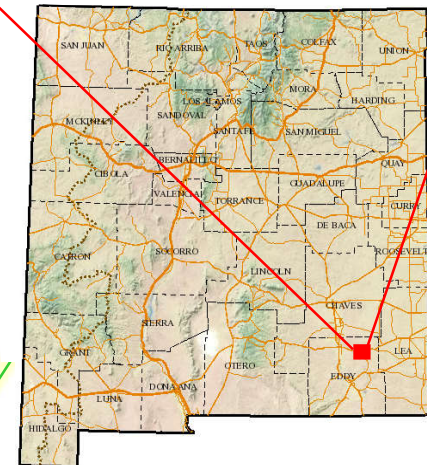 SAN JUAN
RIO ARRIBA
TAOS
COLFAX
UNION
LOS ALAMOS
MORA
HARDING
MCKINLEY
SANDOVAL
SANTA FE
SAN MIGUEL
BERNALILLO
QUAY
CIBOLA
GUADALUPE
VALENCIA
TORRANCE
CURRY
DE BACA
SOCORRO
ROOSEVELT
CATRON
LINCOLN
CHAVES
SIERRA
GRANT
OTERO
LEA
EDDY
DONA ANA
LUNA
HIDALGO